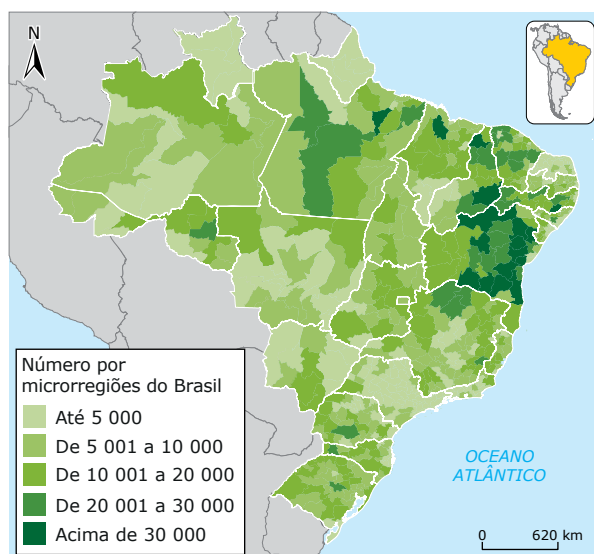 N
Número por
microrregiões do Brasil
Até 5 000
De 5 001 a 10 000
De 10 001 a 20 000
De 20 001 a 30 000
Acima de 30 000
OCEANO
ATLÂNTICO
0 620 km